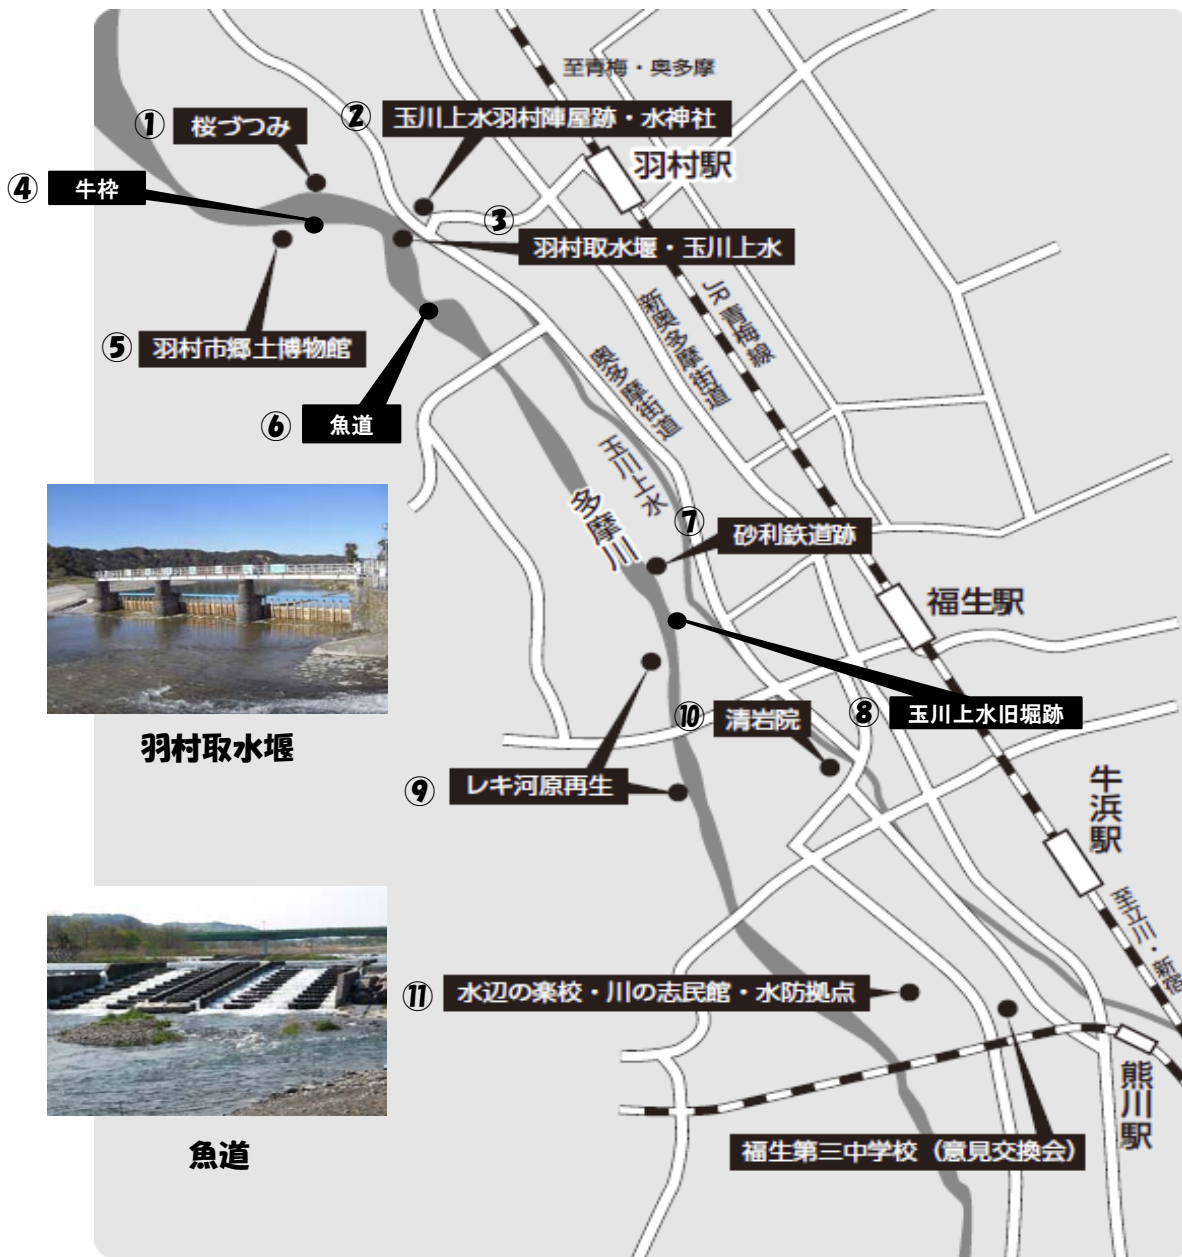 至青梅・奥多摩
① 桜づつみ
② 玉川上水羽村陣屋跡・水神社
羽村駅
④ 牛枠
③ 羽村取水堰・玉川上水
⑤ 羽村市郷土博物館
⑥ 魚道
JR青梅線
新奥多摩街道
奥多摩街道
玉川上水
多摩川
⑦ 砂利鉄道跡
福生駅
羽村取水堰
⑧ 玉川上水旧堀跡
⑩ 清岩院
⑨ レキ河原再生
牛浜駅
至立川・新宿
⑪ 水辺の楽校・川の志民館・水防拠点
熊川駅
福生第三中学校（意見交換会）
魚道